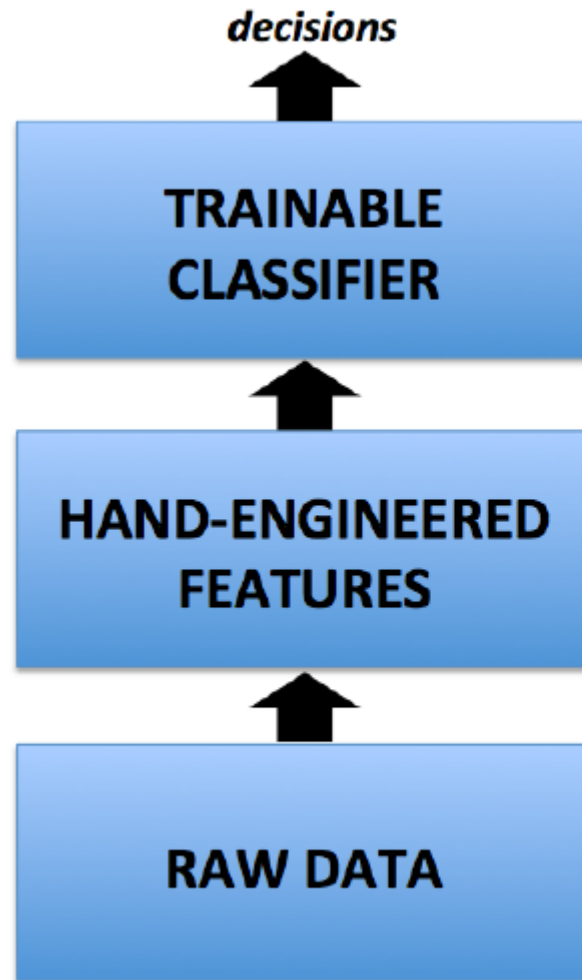 decisions
TRAINABLE
CLASSIFIER
HAND-ENGINEERED
FEATURES
RAW DATA